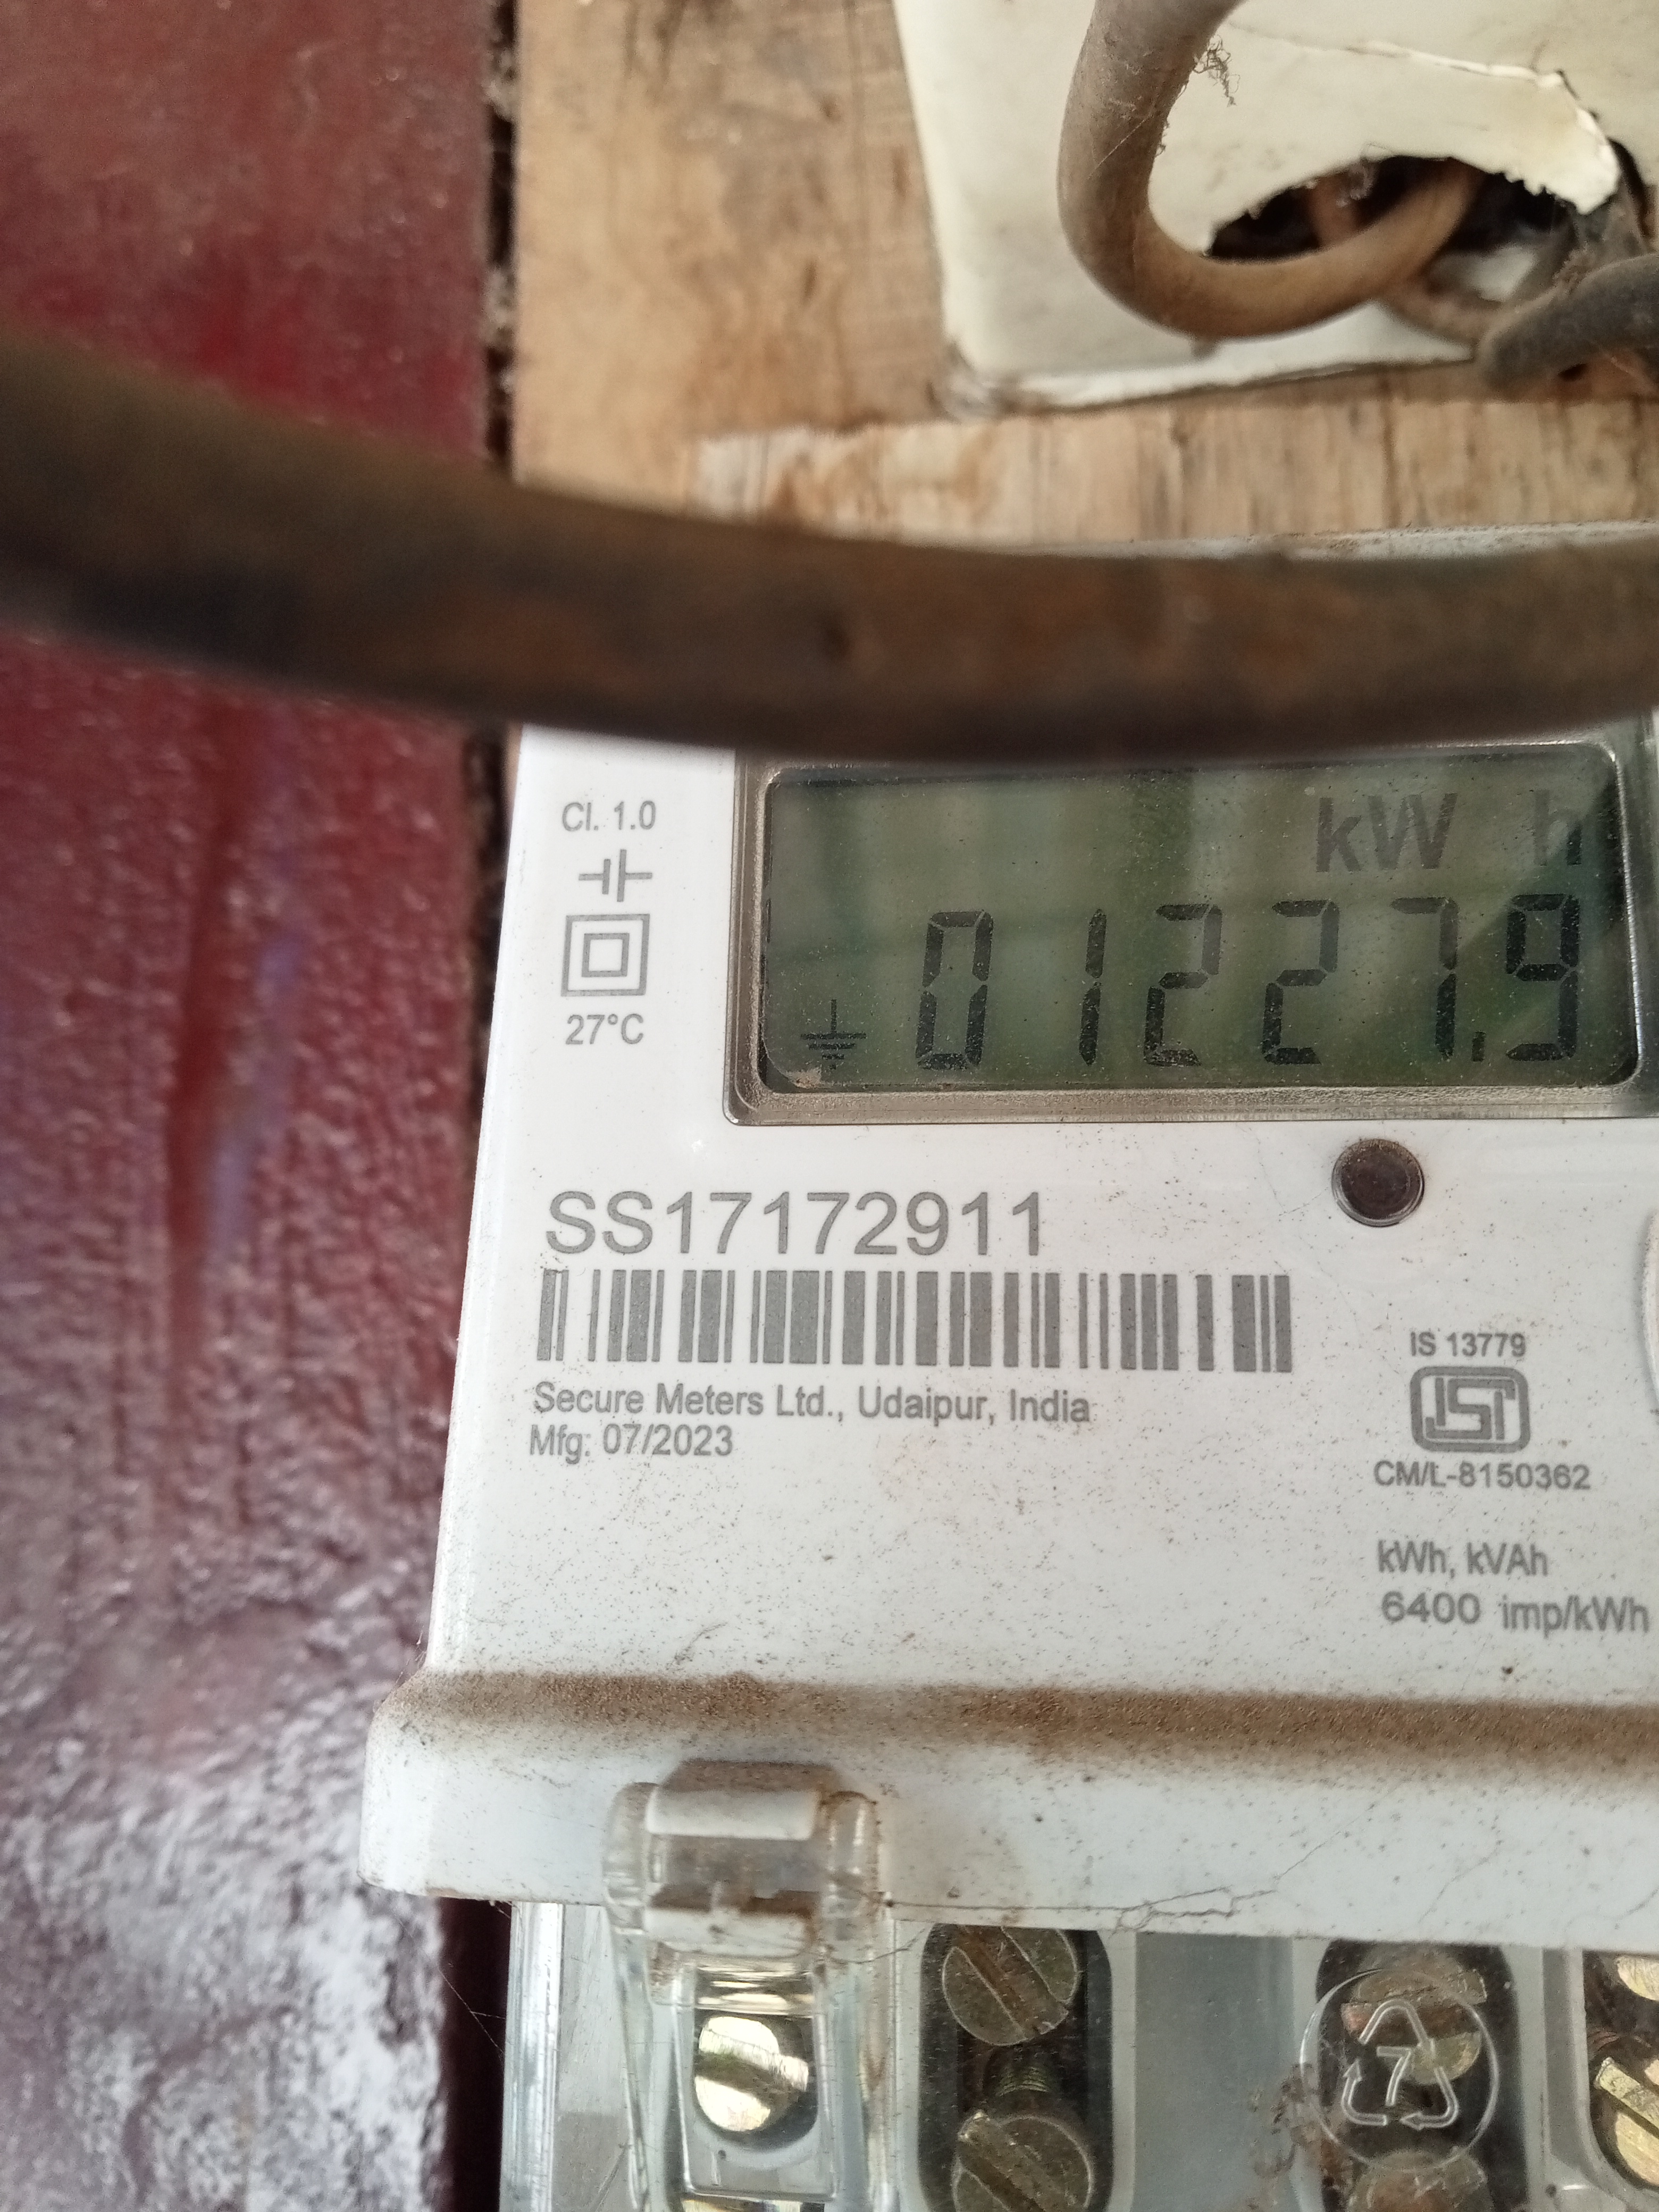 kW h
01227.9
Cl. 1.0
27°C
SS17172911
Secure Meters Ltd., Udaipur, India
Mfg: 07/2023
IS 13779
ISI
CM/L-8150362
kWh, kVAh
6400 imp/kWh
7